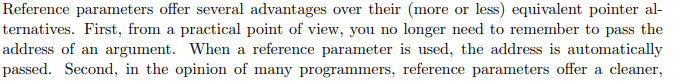 Reference parameters offer several advantages over their (more or less) equivalent pointer al-
ternatives. First, from a practical point of view, you no longer need to remember to pass the
address of an argument. When a reference parameter is used, the address is automatically
passed. Second, in the opinion of many programmers, reference parameters offer a cleaner,